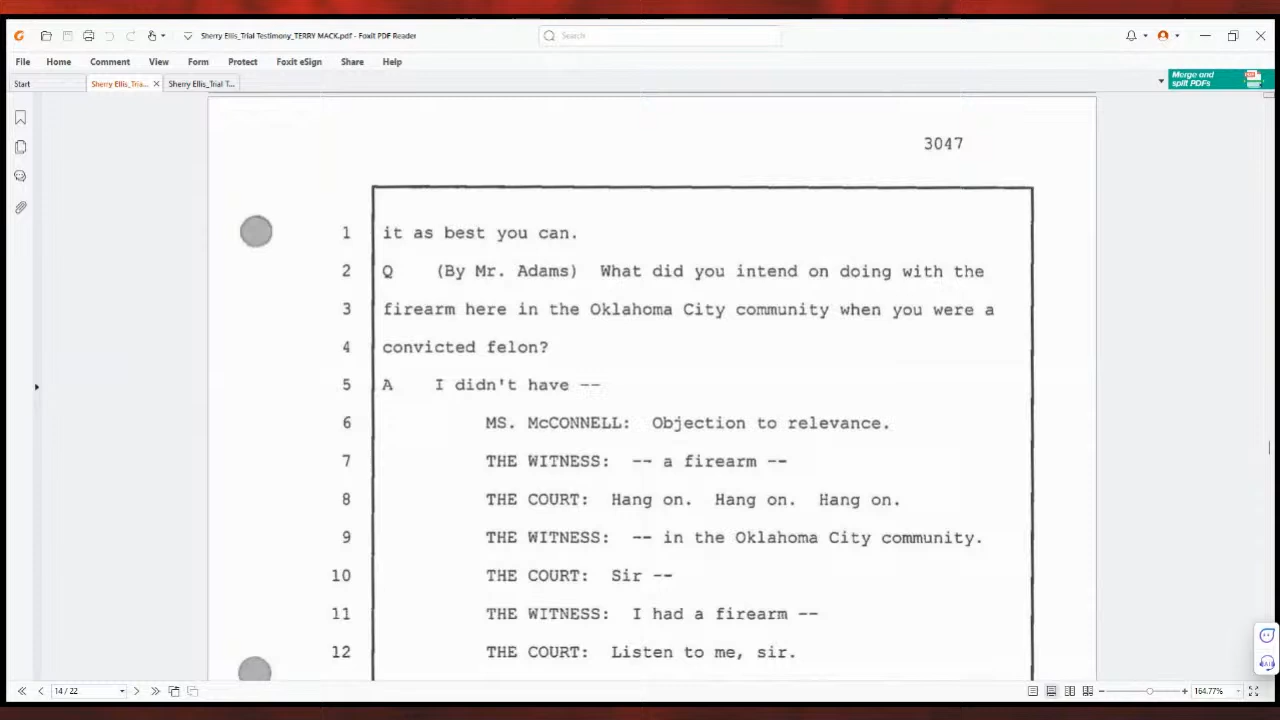 Sherry Ellis_Trial Testimony_TERRY MACK.pdf - Foxit PDF Reader
Search
File Home Comment View Form Protect Foxit eSign Share Help
Start
Sherry Ellis_Tria...
Sherry Ellis_Trial T...
Merge and
split PDFs
3047
1 it as best you can.
2 Q (By Mr. Adams) What did you intend on doing with the
3 firearm here in the Oklahoma City community when you were a
4 convicted felon?
5 A I didn't have --
6 MS. McCONNELL: Objection to relevance.
7 THE WITNESS: -- a firearm --
8 THE COURT: Hang on. Hang on. Hang on.
9 THE WITNESS: -- in the Oklahoma City community.
10 THE COURT: Sir --
11 THE WITNESS: I had a firearm --
12 THE COURT: Listen to me, sir.
14 / 22
164.77%